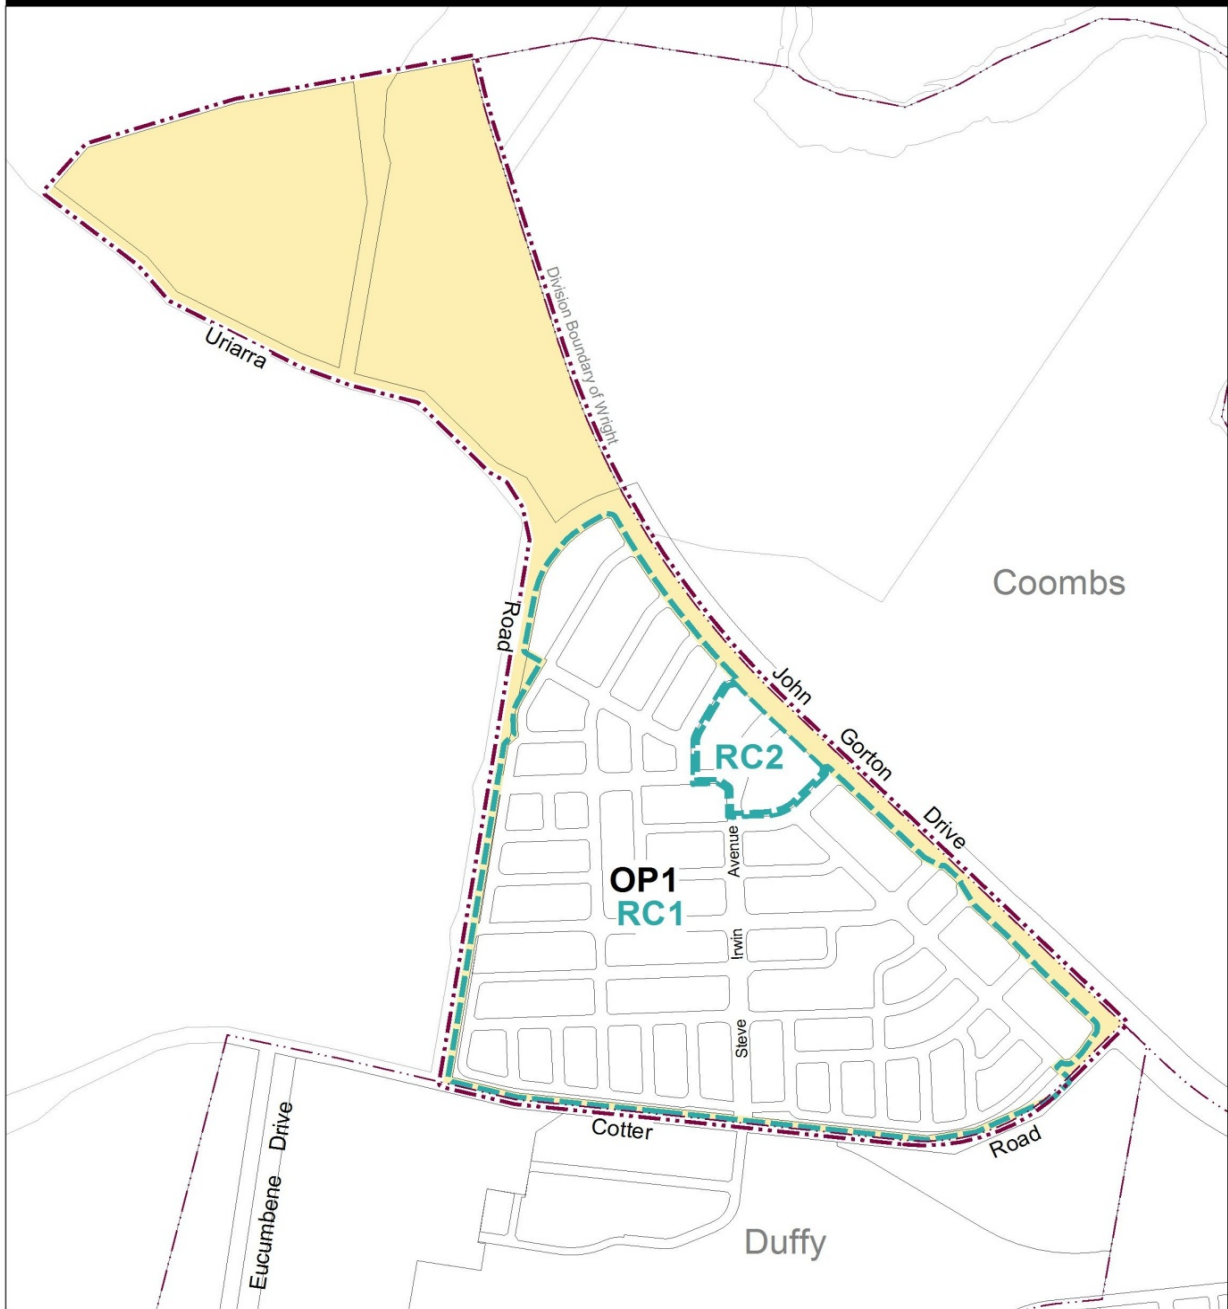 Uriarra
Division Boundary of Wright
Coombs
Road
John
Gorton
RC2
Drive
Avenue
OP1
RC1
Irwin
Steve
Cotter
Road
Eucumbene Drive
Duffy